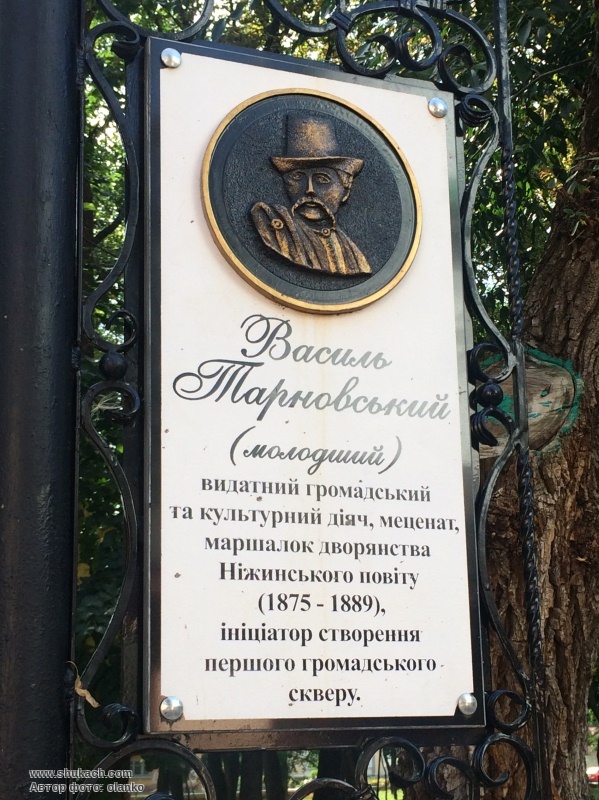 Василь
Тарновський
(молодший)
видатний громадський
та культурний діяч, меценат,
маршалок дворянства
Ніжинського повіту
(1875 - 1889),
ініціатор створення
першого громадського
скверу.
www.shukach.com
Автор фото: olanko